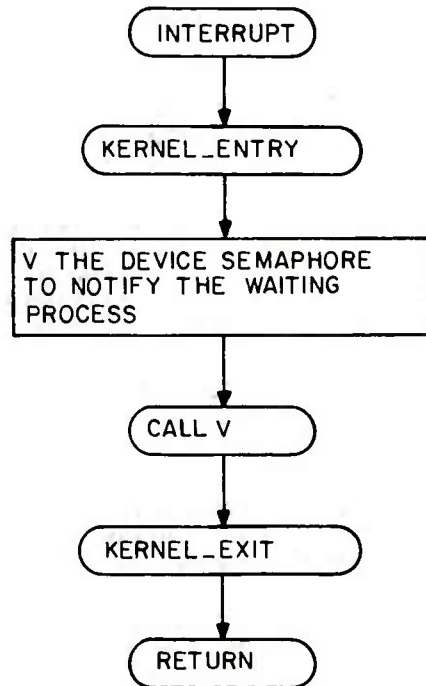 INTERRUPT
KERNEL_ENTRY
V THE DEVICE SEMAPHORE
TO NOTIFY THE WAITING
PROCESS
CALL V
KERNEL_EXIT
RETURN